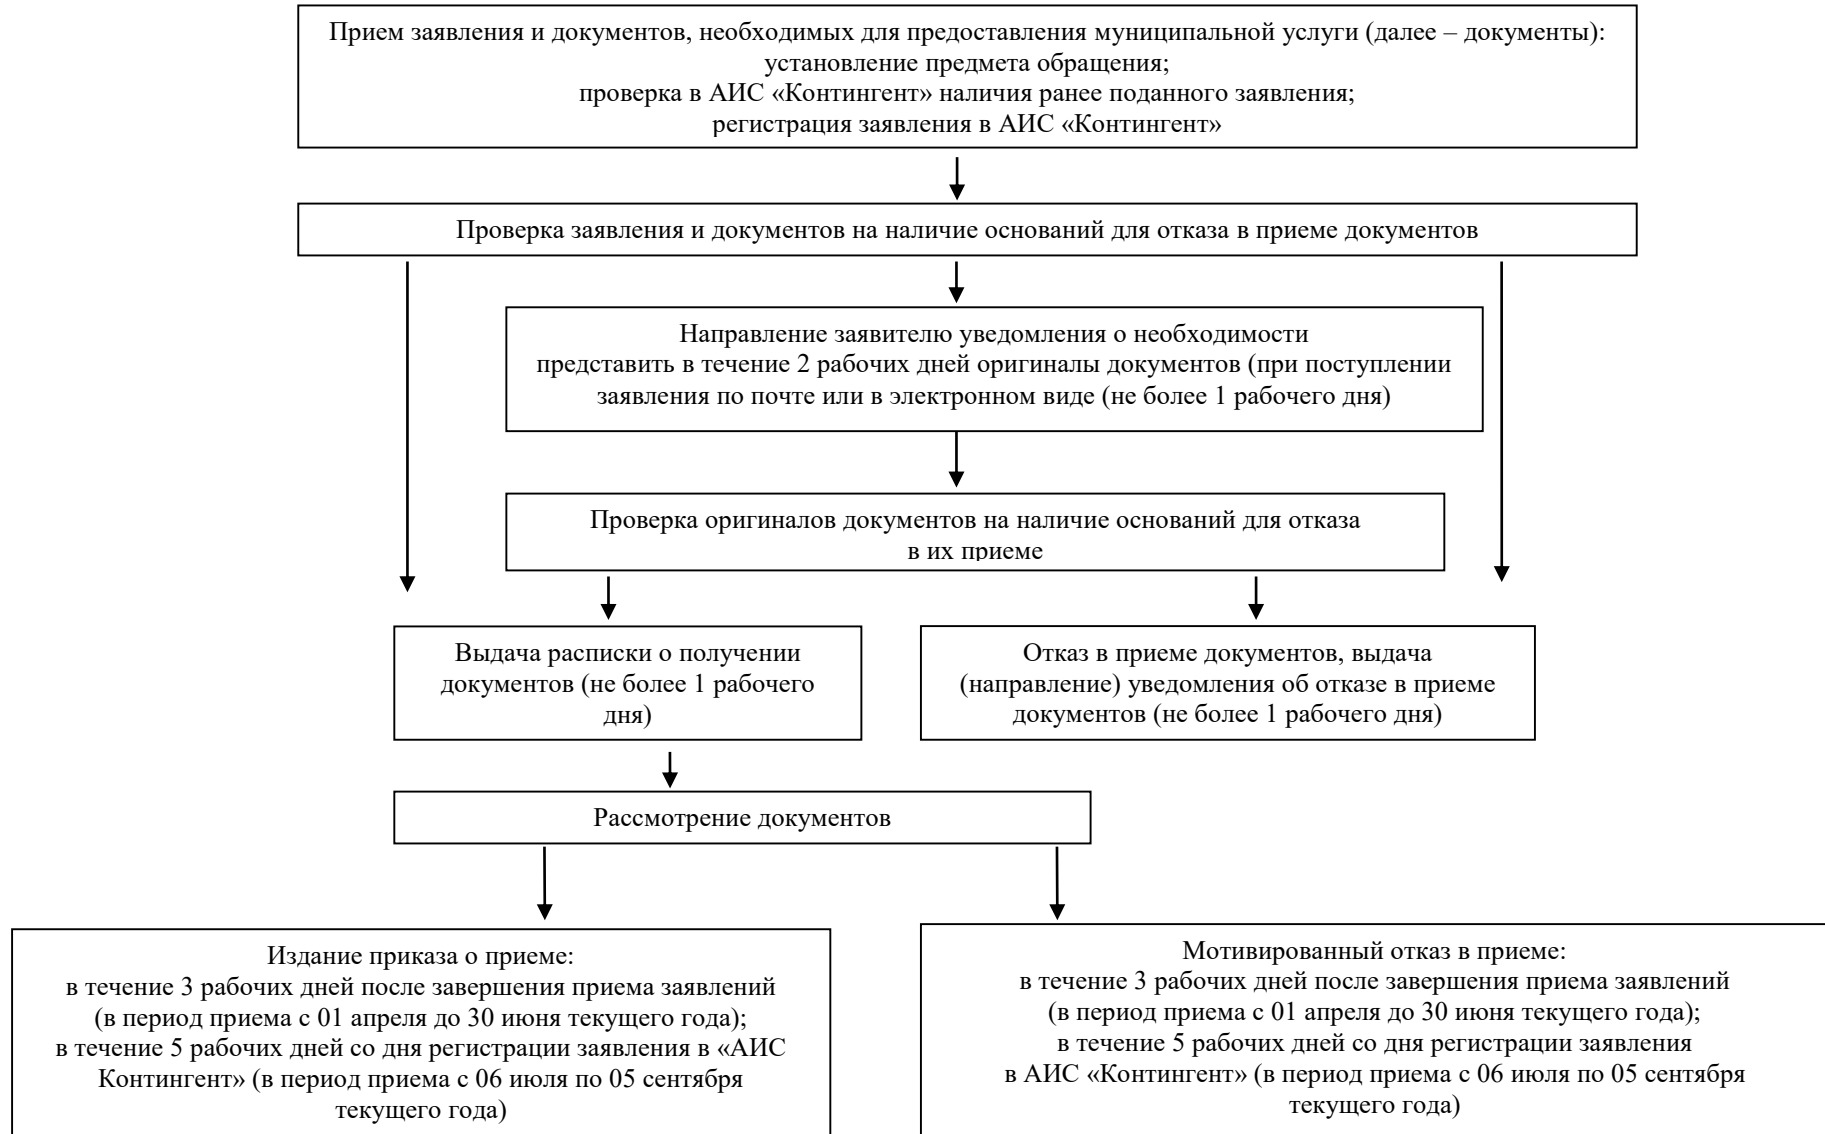 Прием заявления и документов, необходимых для предоставления муниципальной услуги (далее – документы):
установление предмета обращения;
проверка в АИС «Контингент» наличия ранее поданного заявления;
регистрация заявления в АИС «Контингент»
Проверка заявления и документов на наличие оснований для отказа в приеме документов
Направление заявителю уведомления о необходимости
представить в течение 2 рабочих дней оригиналы документов (при поступлении
заявления по почте или в электронном виде (не более 1 рабочего дня)
Проверка оригиналов документов на наличие оснований для отказа
в их приеме
Выдача расписки о получении
документов (не более 1 рабочего
дня)
Отказ в приеме документов, выдача
(направление) уведомления об отказе в приеме
документов (не более 1 рабочего дня)
Рассмотрение документов
Издание приказа о приеме:
в течение 3 рабочих дней после завершения приема заявлений
(в период приема с 01 апреля до 30 июня текущего года);
в течение 5 рабочих дней со дня регистрации заявления в «АИС
Контингент» (в период приема с 06 июля по 05 сентября
текущего года)
Мотивированный отказ в приеме:
в течение 3 рабочих дней после завершения приема заявлений
(в период приема с 01 апреля до 30 июня текущего года);
в течение 5 рабочих дней со дня регистрации заявления
в АИС «Контингент» (в период приема с 06 июля по 05 сентября
текущего года)